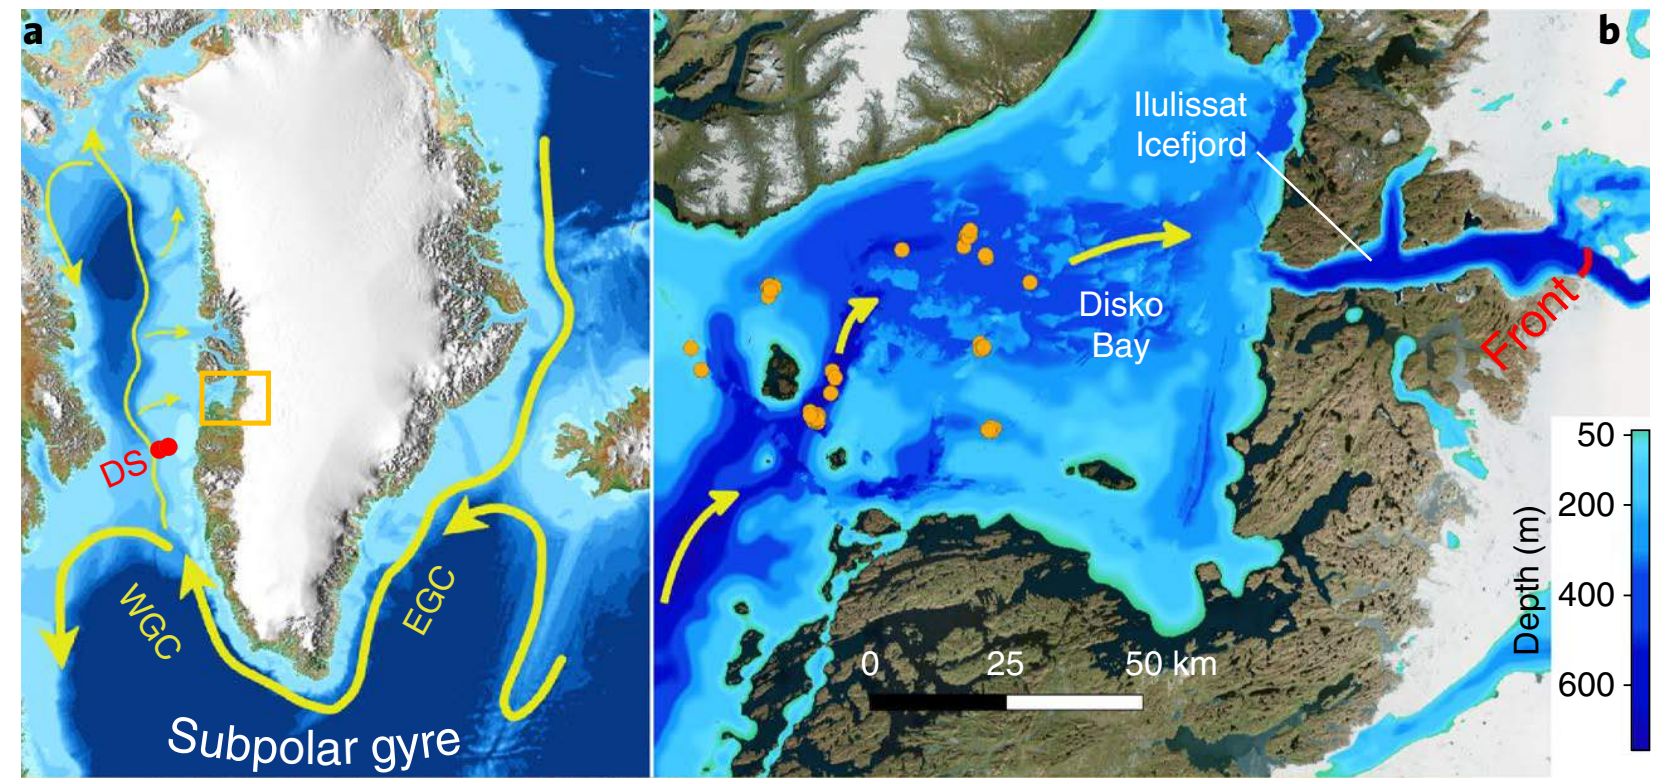 a
DS
WGC
EGC
Subpolar gyre
b
Ilulissat
Icefjord
Disko
Bay
Front
0 25 50 km
Depth (m)
50
200
400
600